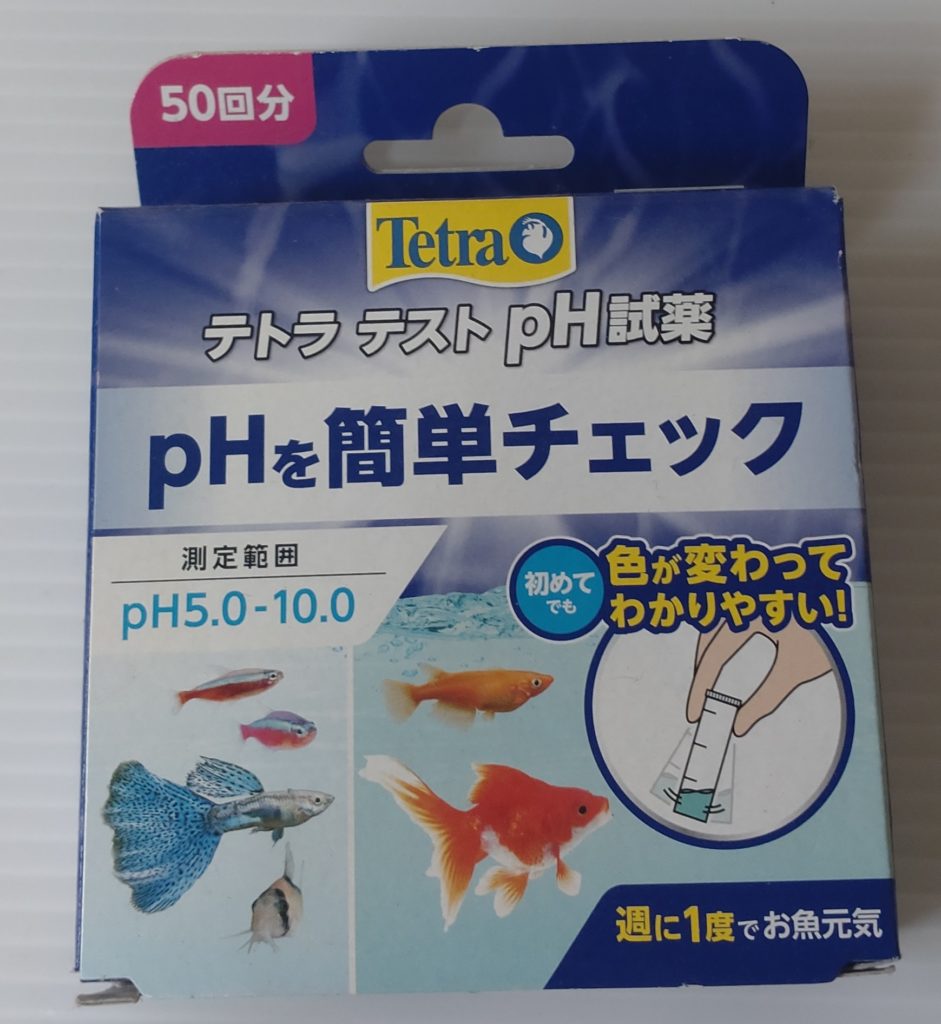 50回分
Tetra
テトラ テスト pH試薬
pHを簡単チェック
測定範囲
pH5.0-10.0
初めて
でも
色が変わって
わかりやすい!
週に1度でお魚元気